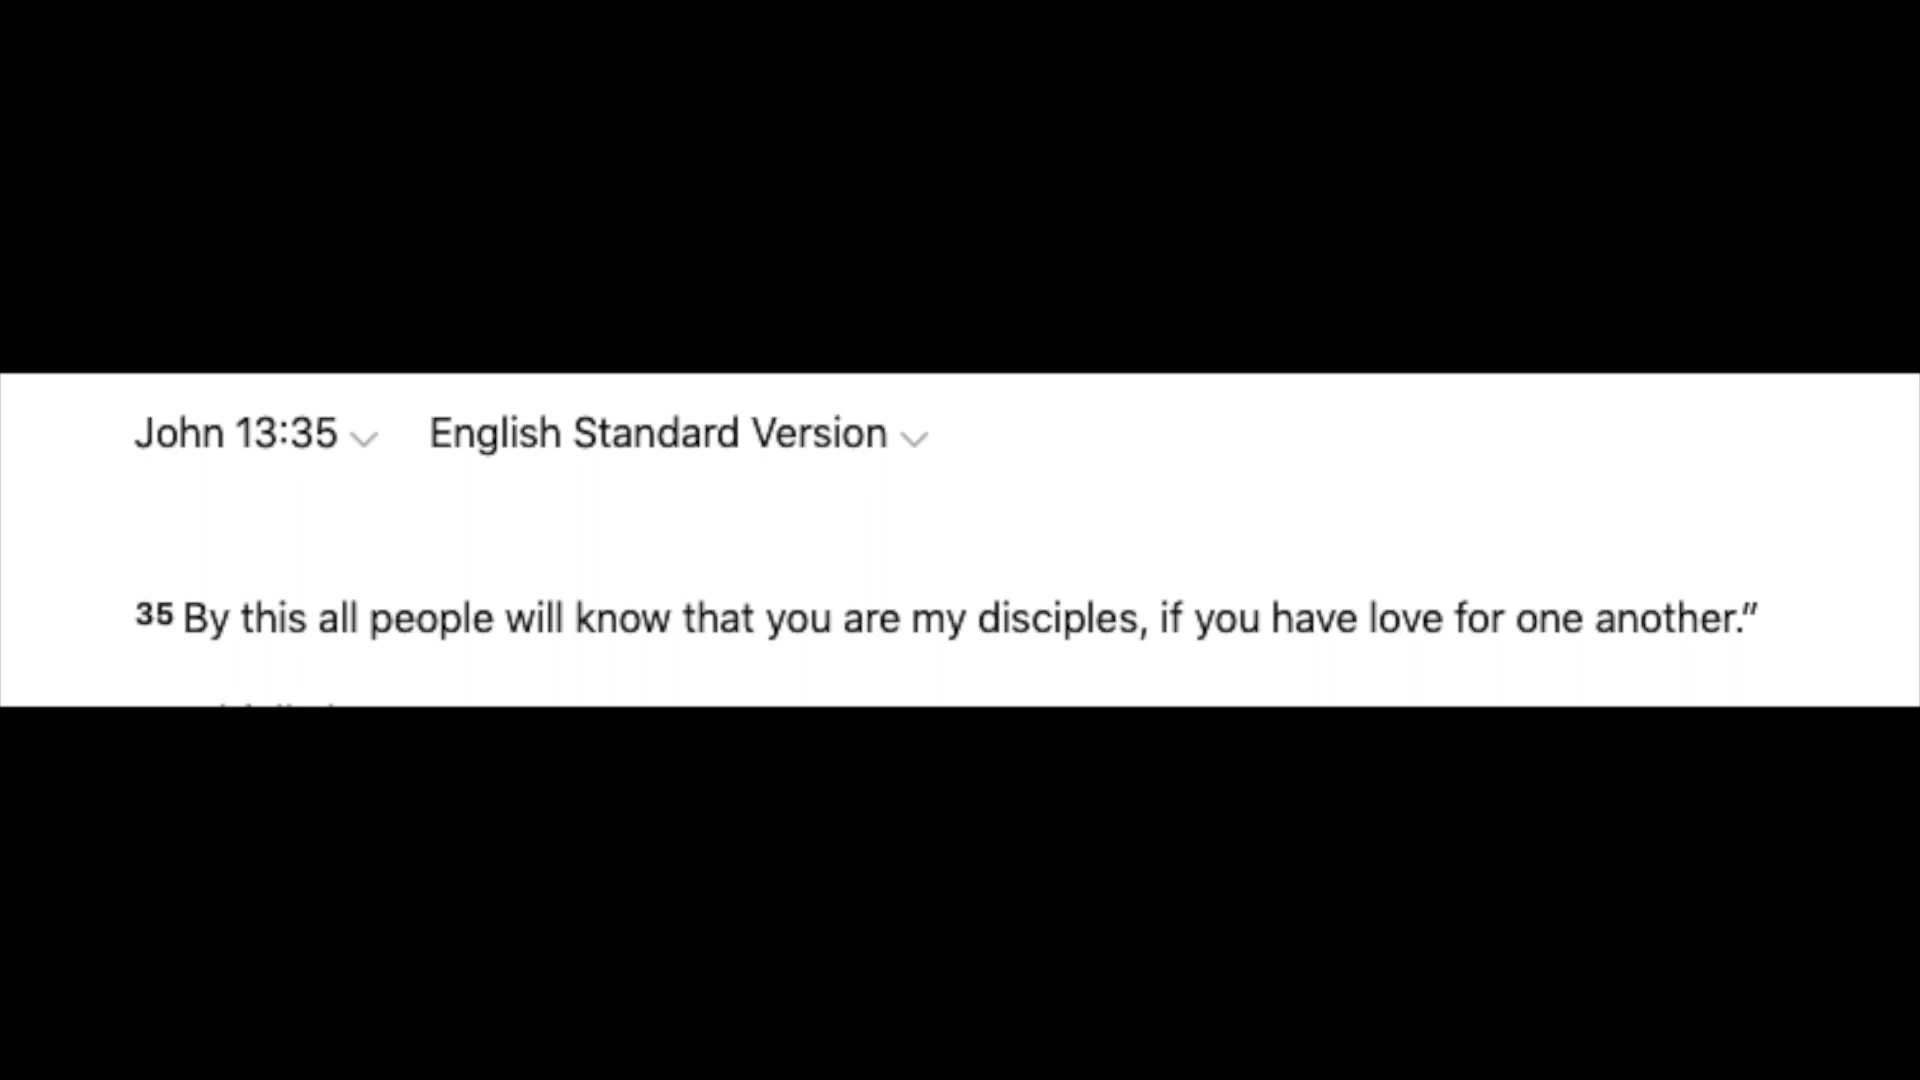 John 13:35 English Standard Version
35 By this all people will know that you are my disciples, if you have love for one another.”